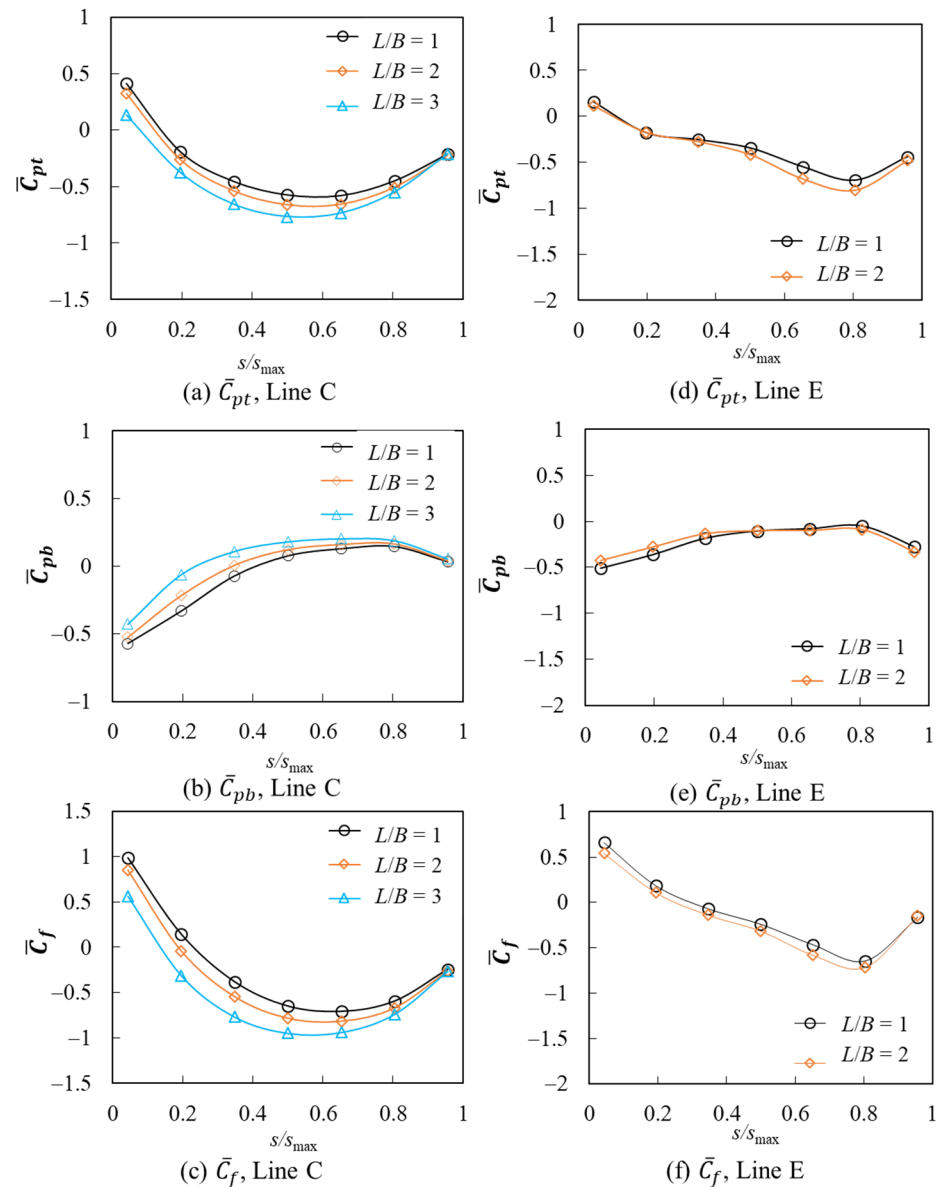 1
0.5
0
−0.5
−1
−1.5
C̄pt
L/B = 1
L/B = 2
L/B = 3
0 0.2 0.4 0.6 0.8 1
s/smax
(a) C̄pt, Line C
1
0.5
0
−0.5
−1
−1.5
−2
C̄pt
L/B = 1
L/B = 2
0 0.2 0.4 0.6 0.8 1
s/smax
(d) C̄pt, Line E
1
0.5
0
−0.5
−1
C̄pb
L/B = 1
L/B = 2
L/B = 3
0 0.2 0.4 0.6 0.8 1
s/smax
(b) C̄pb, Line C
1
0.5
0
−0.5
−1
−1.5
−2
C̄pb
L/B = 1
L/B = 2
0 0.2 0.4 0.6 0.8 1
s/smax
(e) C̄pb, Line E
1.5
1
0.5
0
−0.5
−1
−1.5
C̄f
L/B = 1
L/B = 2
L/B = 3
0 0.2 0.4 0.6 0.8 1
s/smax
(c) C̄f, Line C
1
0.5
0
−0.5
−1
−1.5
−2
C̄f
L/B = 1
L/B = 2
0 0.2 0.4 0.6 0.8 1
s/smax
(f) C̄f, Line E